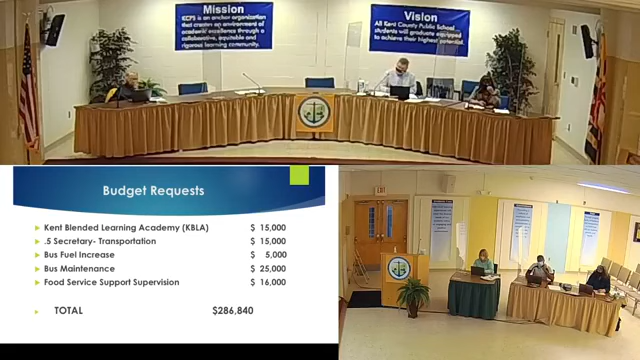 Mission
KCPS is an anchor organization
that creates an environment of
academic excellence through a
collaborative, equitable and
rigorous learning community.
Vision
All Kent County Public School
students will graduate equipped
to achieve their highest potential.
Budget Requests
Kent Blended Learning Academy (KBLA) $ 15,000
.5 Secretary- Transportation $ 15,000
Bus Fuel Increase $ 5,000
Bus Maintenance $ 25,000
Food Service Support Supervision $ 16,000
TOTAL $286,840
EXIT